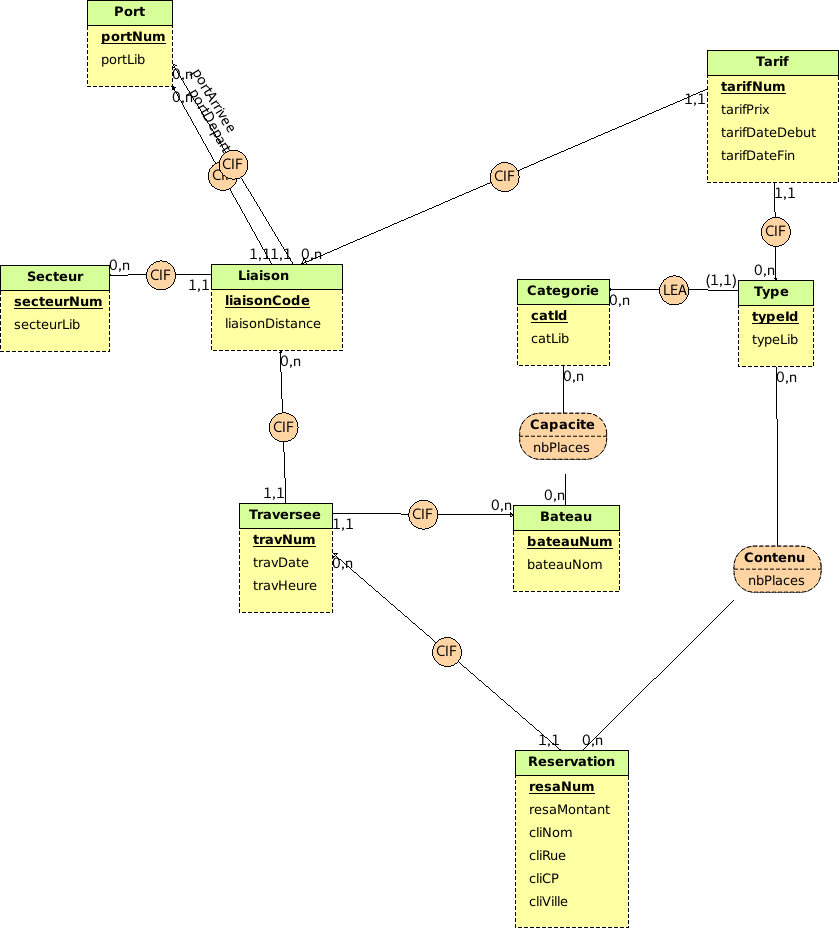 Port
portNum
portLib
0,n
0,n
portArrivee
portDepart
CIF
CIF
1,1
1,1
0,n
Tarif
tarifNum
tarifPrix
tarifDateDebut
tarifDateFin
1,1
CIF
1,1
CIF
0,n
Secteur
secteurNum
secteurLib
0,n
CIF
1,1
Liaison
liaisonCode
liaisonDistance
0,n
Categorie
catId
catLib
0,n
LEA
(1,1)
Type
typeId
typeLib
0,n
0,n
Capacite
nbPlaces
0,n
CIF
1,1
Traversee
travNum
travDate
travHeure
1,1
CIF
0,n
Bateau
bateauNum
bateauNom
0,n
Contenu
nbPlaces
CIF
1,1
0,n
Reservation
resaNum
resaMontant
cliNom
cliRue
cliCP
cliVille